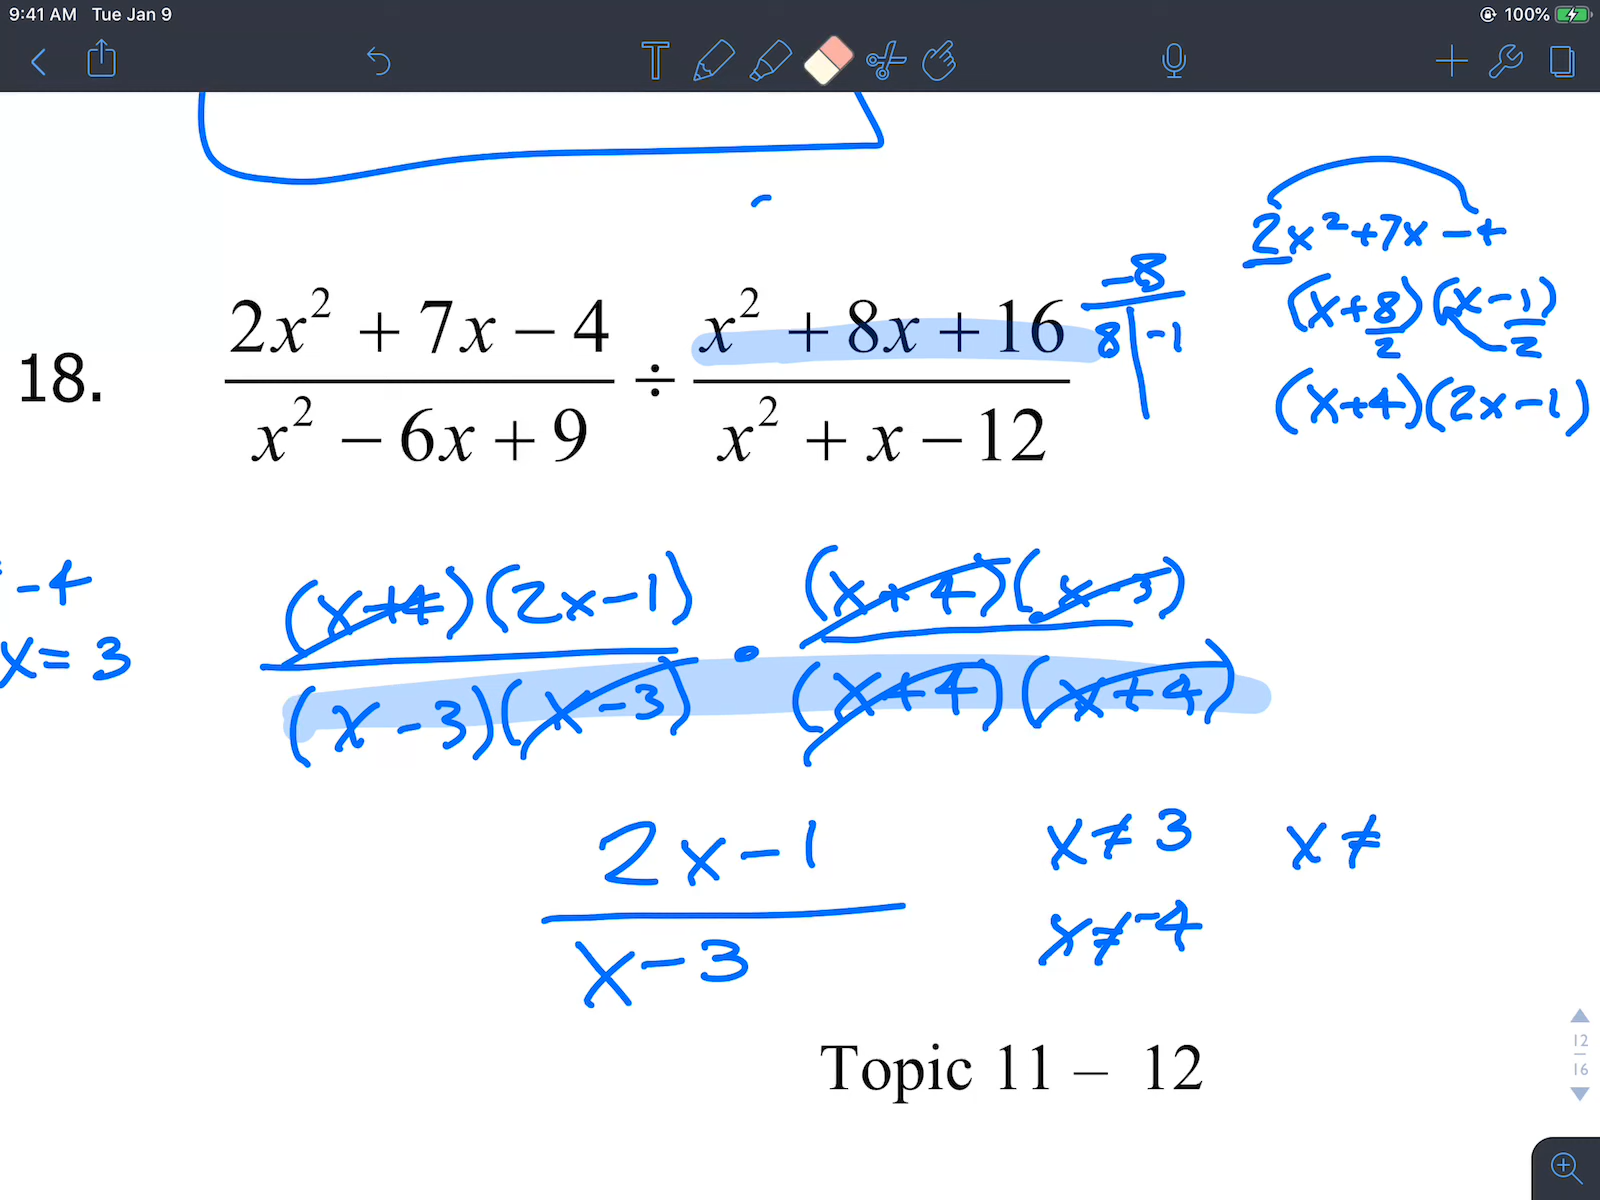 9:41 AM Tue Jan 9
100%
T
2x² + 7x - 4
(x + 8/2)(x - 1/2)
(x+4)(2x-1)
-8
8 | -1
18. (2x² + 7x − 4)/(x² − 6x + 9) ÷ (x² + 8x + 16)/(x² + x − 12)
-4
x = 3
(x+4)(2x-1) · (x+4)(x-3)
(x-3)(x-3) (x+4)(x+4)
2x-1
x-3
x ≠ 3 x ≠
x ≠ -4
Topic 11 – 12
12
16